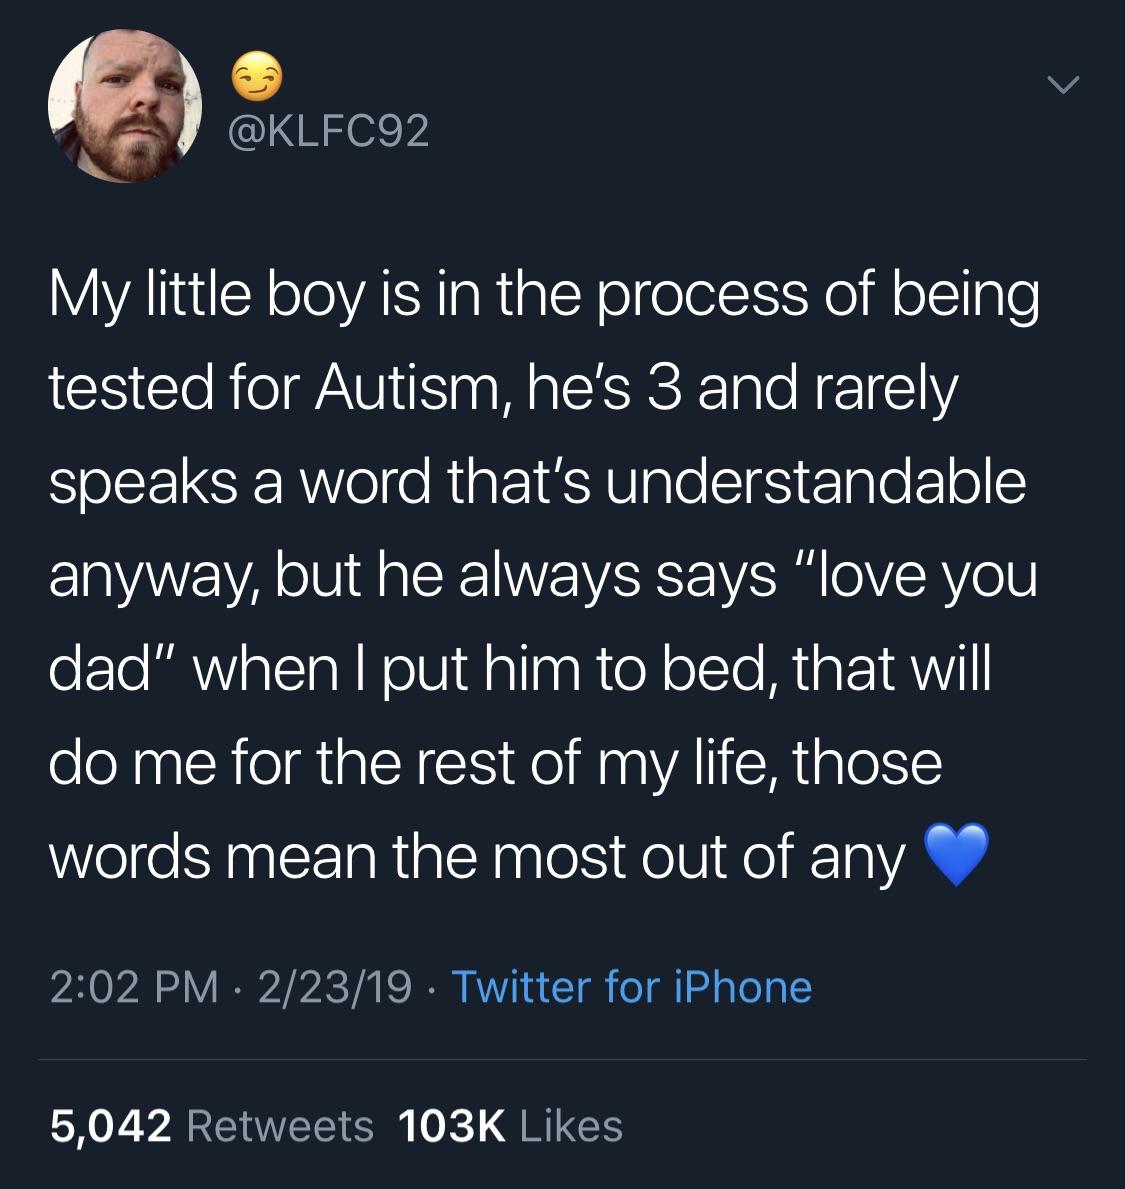 😏
@KLFC92
My little boy is in the process of being
tested for Autism, he’s 3 and rarely
speaks a word that’s understandable
anyway, but he always says “love you
dad” when I put him to bed, that will
do me for the rest of my life, those
words mean the most out of any 💙
2:02 PM · 2/23/19 · Twitter for iPhone
5,042 Retweets 103K Likes